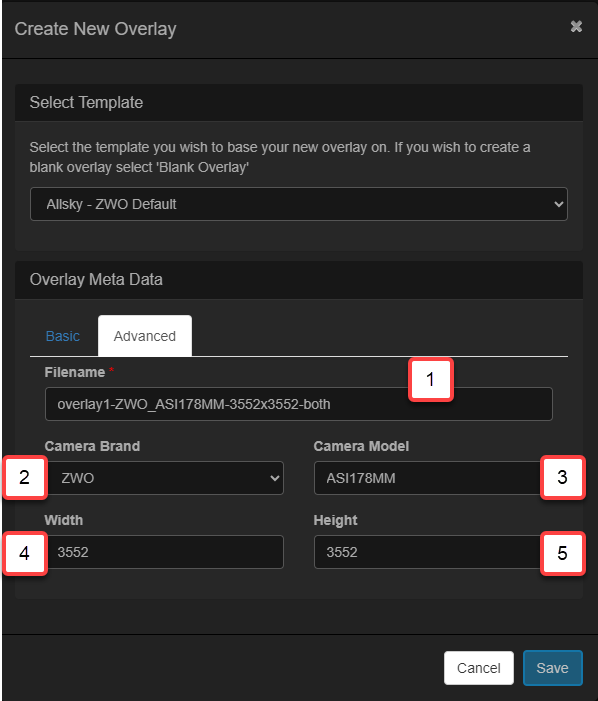 Create New Overlay ✖
Select Template
Select the template you wish to base your new overlay on. If you wish to create a
blank overlay select 'Blank Overlay'
Allsky - ZWO Default
Overlay Meta Data
Basic Advanced
Filename *
1
overlay1-ZWO_ASI178MM-3552x3552-both
Camera Brand Camera Model
2 ZWO ASI178MM 3
Width Height
4 3552 3552 5
Cancel Save